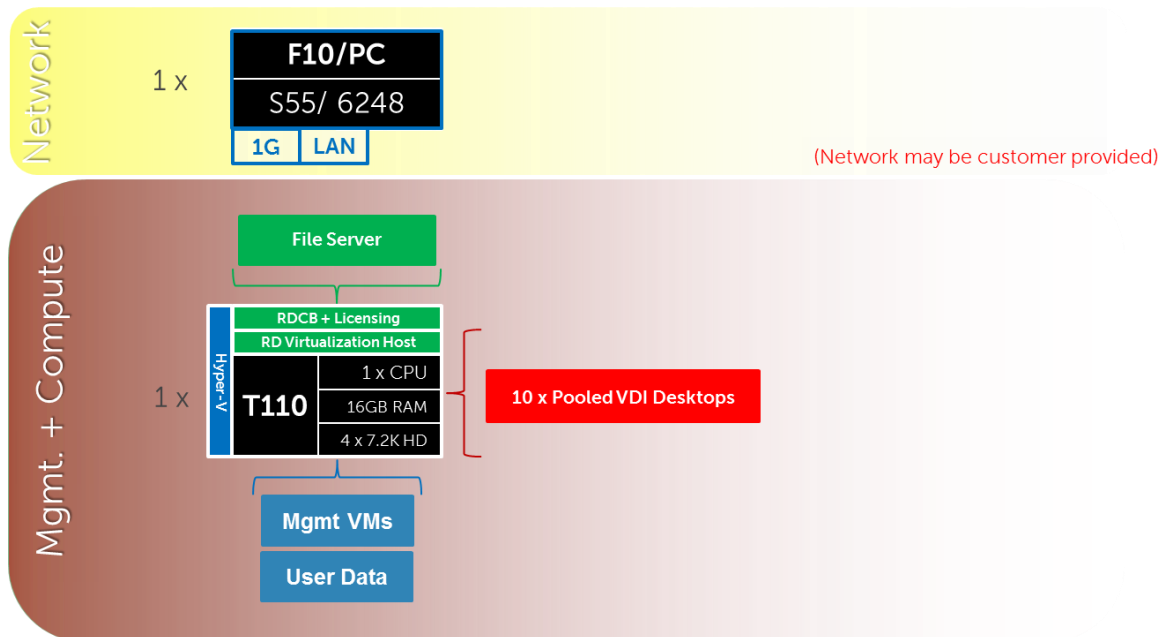 Network
1 x
F10/PC
S55/ 6248
1G
LAN
(Network may be customer provided)
Mgmt. + Compute
File Server
1 x
Hyper-V
RDCB + Licensing
RD Virtualization Host
T110
1 x CPU
16GB RAM
4 x 7.2K HD
10 x Pooled VDI Desktops
Mgmt VMs
User Data